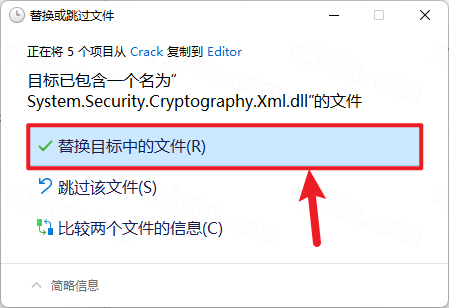 替换或跳过文件
正在将 5 个项目从 Crack 复制到 Editor
目标已包含一个名为“
System.Security.Cryptography.Xml.dll”的文件
替换目标中的文件(R)
跳过该文件(S)
比较两个文件的信息(C)
简略信息